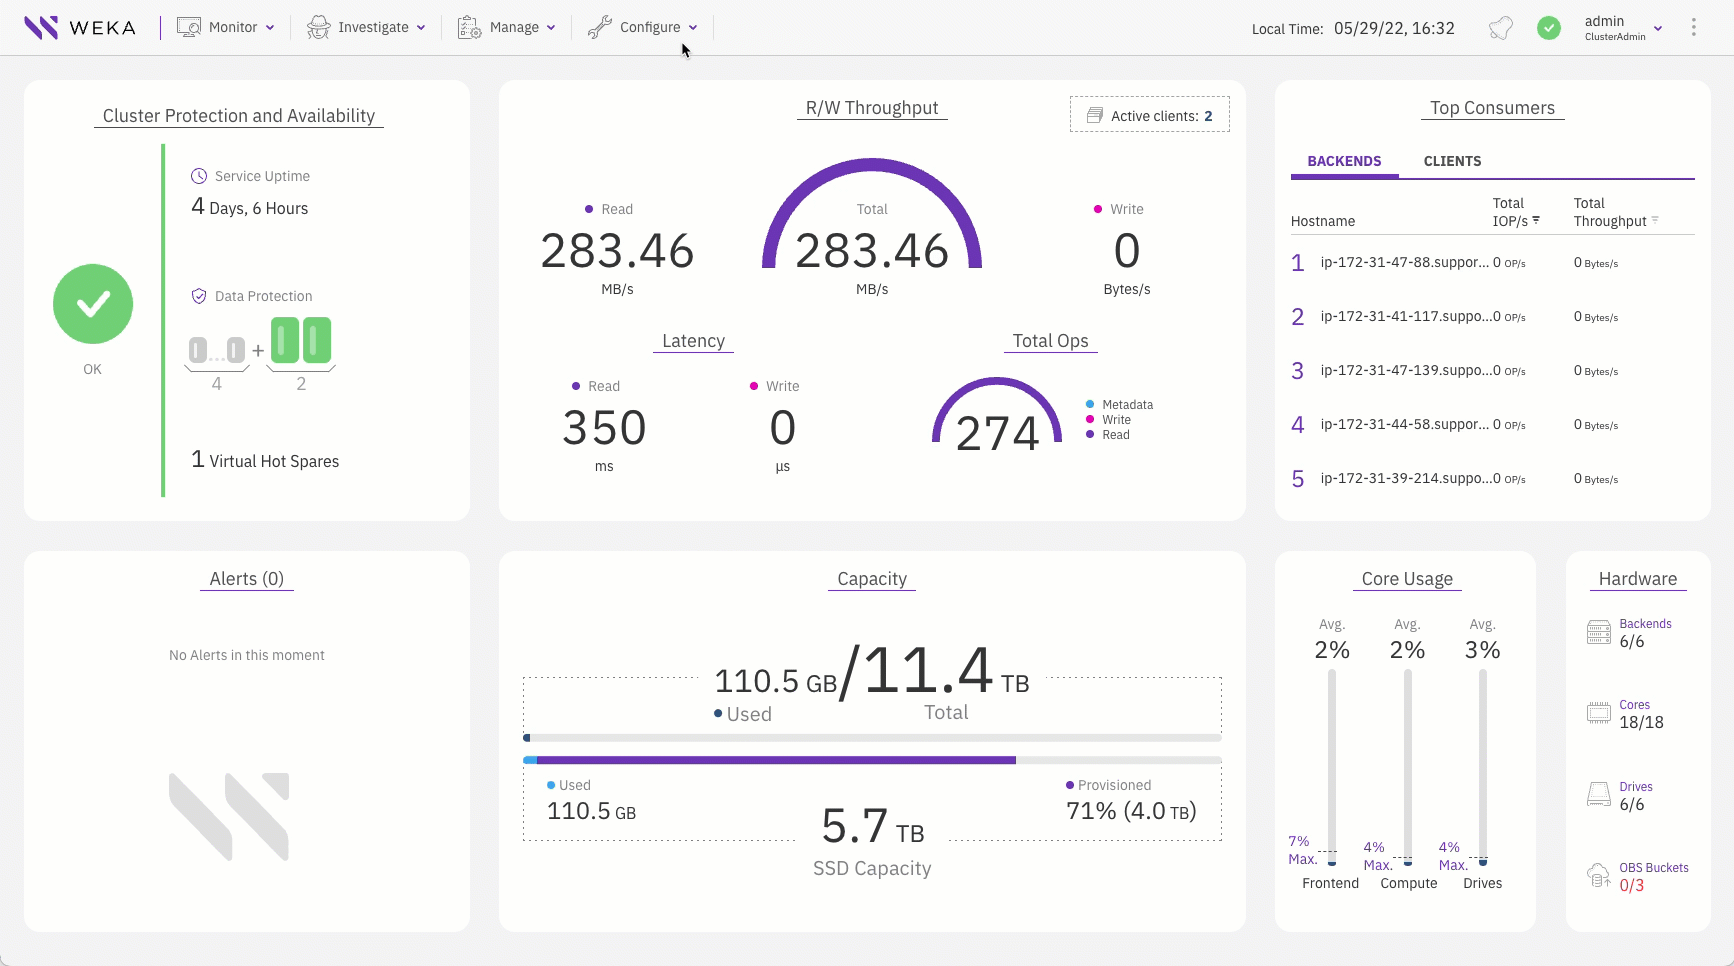 WEKA
Monitor
Investigate
Manage
Configure
Local Time: 05/29/22, 16:32
admin
ClusterAdmin
Cluster Protection and Availability
Service Uptime
4 Days, 6 Hours
Data Protection
...
+
4
2
OK
1 Virtual Hot Spares
R/W Throughput
Active clients: 2
Read
283.46
MB/s
Total
283.46
MB/s
Write
0
Bytes/s
Latency
Read
350
ms
Write
0
µs
Total Ops
274
Metadata
Write
Read
Top Consumers
BACKENDS CLIENTS
Hostname Total IOP/s Total Throughput
1 ip-172-31-47-88.suppor... 0 OP/s 0 Bytes/s
2 ip-172-31-41-117.suppo... 0 OP/s 0 Bytes/s
3 ip-172-31-47-139.suppo... 0 OP/s 0 Bytes/s
4 ip-172-31-44-58.suppor... 0 OP/s 0 Bytes/s
5 ip-172-31-39-214.suppo... 0 OP/s 0 Bytes/s
Alerts (0)
No Alerts in this moment
Capacity
110.5 GB/11.4 TB
Used Total
Used
110.5 GB
Provisioned
71% (4.0 TB)
5.7 TB
SSD Capacity
Core Usage
Avg. Avg. Avg.
2% 2% 3%
7% Max. 4% Max. 4% Max.
Frontend Compute Drives
Hardware
Backends
6/6
Cores
18/18
Drives
6/6
OBS Buckets
0/3